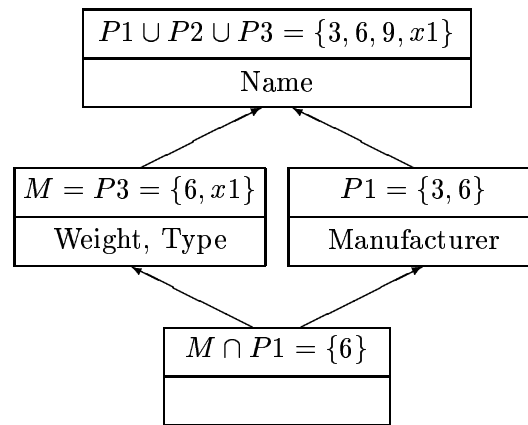 P1 ∪ P2 ∪ P3 = {3, 6, 9, x1}
Name
M = P3 = {6, x1}
P1 = {3, 6}
Weight, Type
Manufacturer
M ∩ P1 = {6}